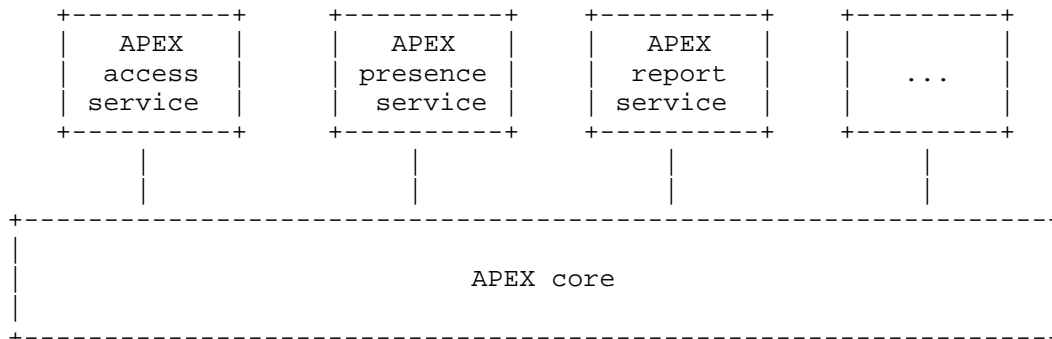 APEX APEX APEX
access presence report ...
service service service
APEX core